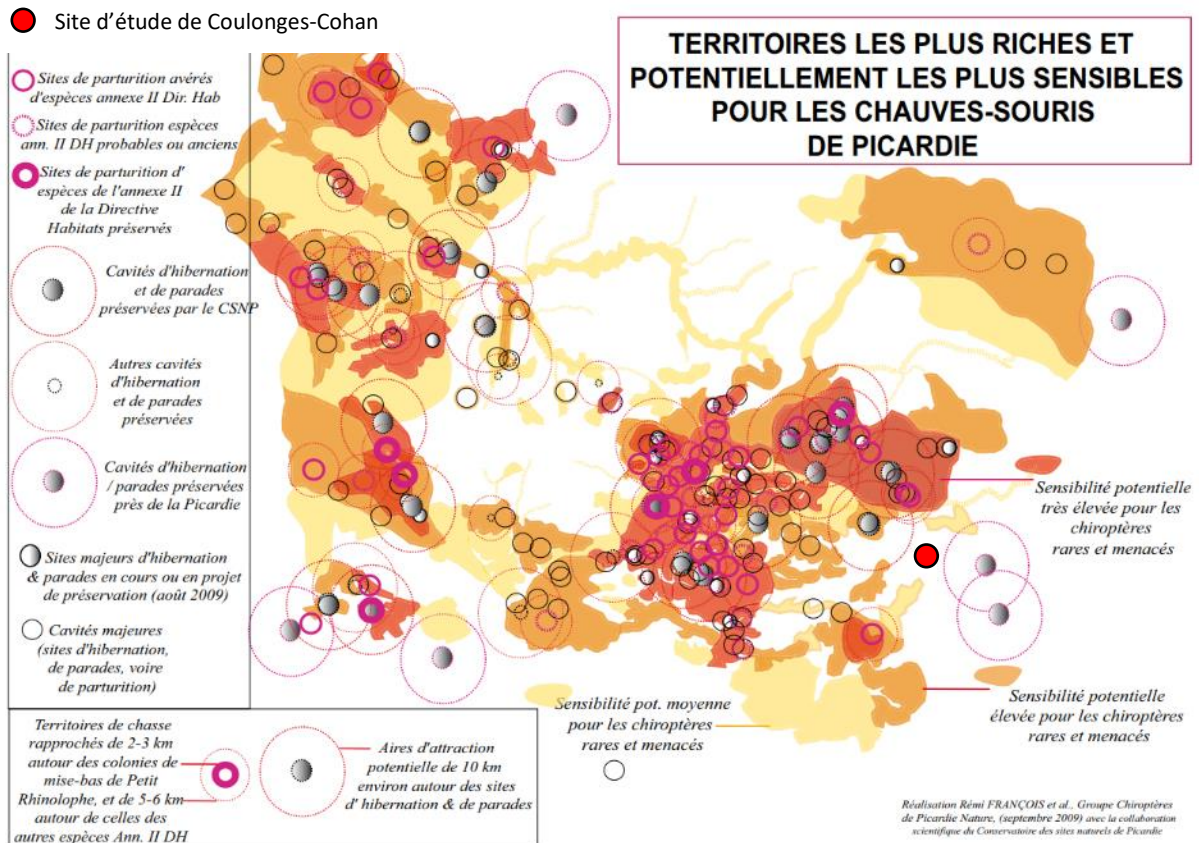 Site d’étude de Coulonges-Cohan
TERRITOIRES LES PLUS RICHES ET
POTENTIELLEMENT LES PLUS SENSIBLES
POUR LES CHAUVES-SOURIS
DE PICARDIE
Sites de parturition avérés
d'espèces annexe II Dir. Hab
Sites de parturition espèces
ann. II DH probables ou anciens
Sites de parturition d'
espèces de l'annexe II
de la Directive
Habitats préservés
Cavités d'hibernation
et de parades
préservées par le CSNP
Autres cavités
d'hibernation
et de parades
préservées
Cavités d'hibernation
/ parades préservées
près de la Picardie
Sites majeurs d'hibernation
& parades en cours ou en projet
de préservation (août 2009)
Cavités majeures
(sites d'hibernation,
de parades, voire
de parturition)
Sensibilité potentielle
très élevée pour les
chiroptères
rares et menacés
Sensibilité pot. moyenne
pour les chiroptères
rares et menacés
Sensibilité potentielle
élevée pour les chiroptères
rares et menacés
Territoires de chasse
rapprochés de 2-3 km
autour des colonies de
mise-bas de Petit
Rhinolophe, et de 5-6 km
autour de celles des
autres espèces Ann. II DH
Aires d'attraction
potentielle de 10 km
environ autour des sites
d' hibernation & de parades
Réalisation Rémi FRANÇOIS et al., Groupe Chiroptères
de Picardie Nature, (septembre 2009) avec la collaboration
scientifique du Conservatoire des sites naturels de Picardie